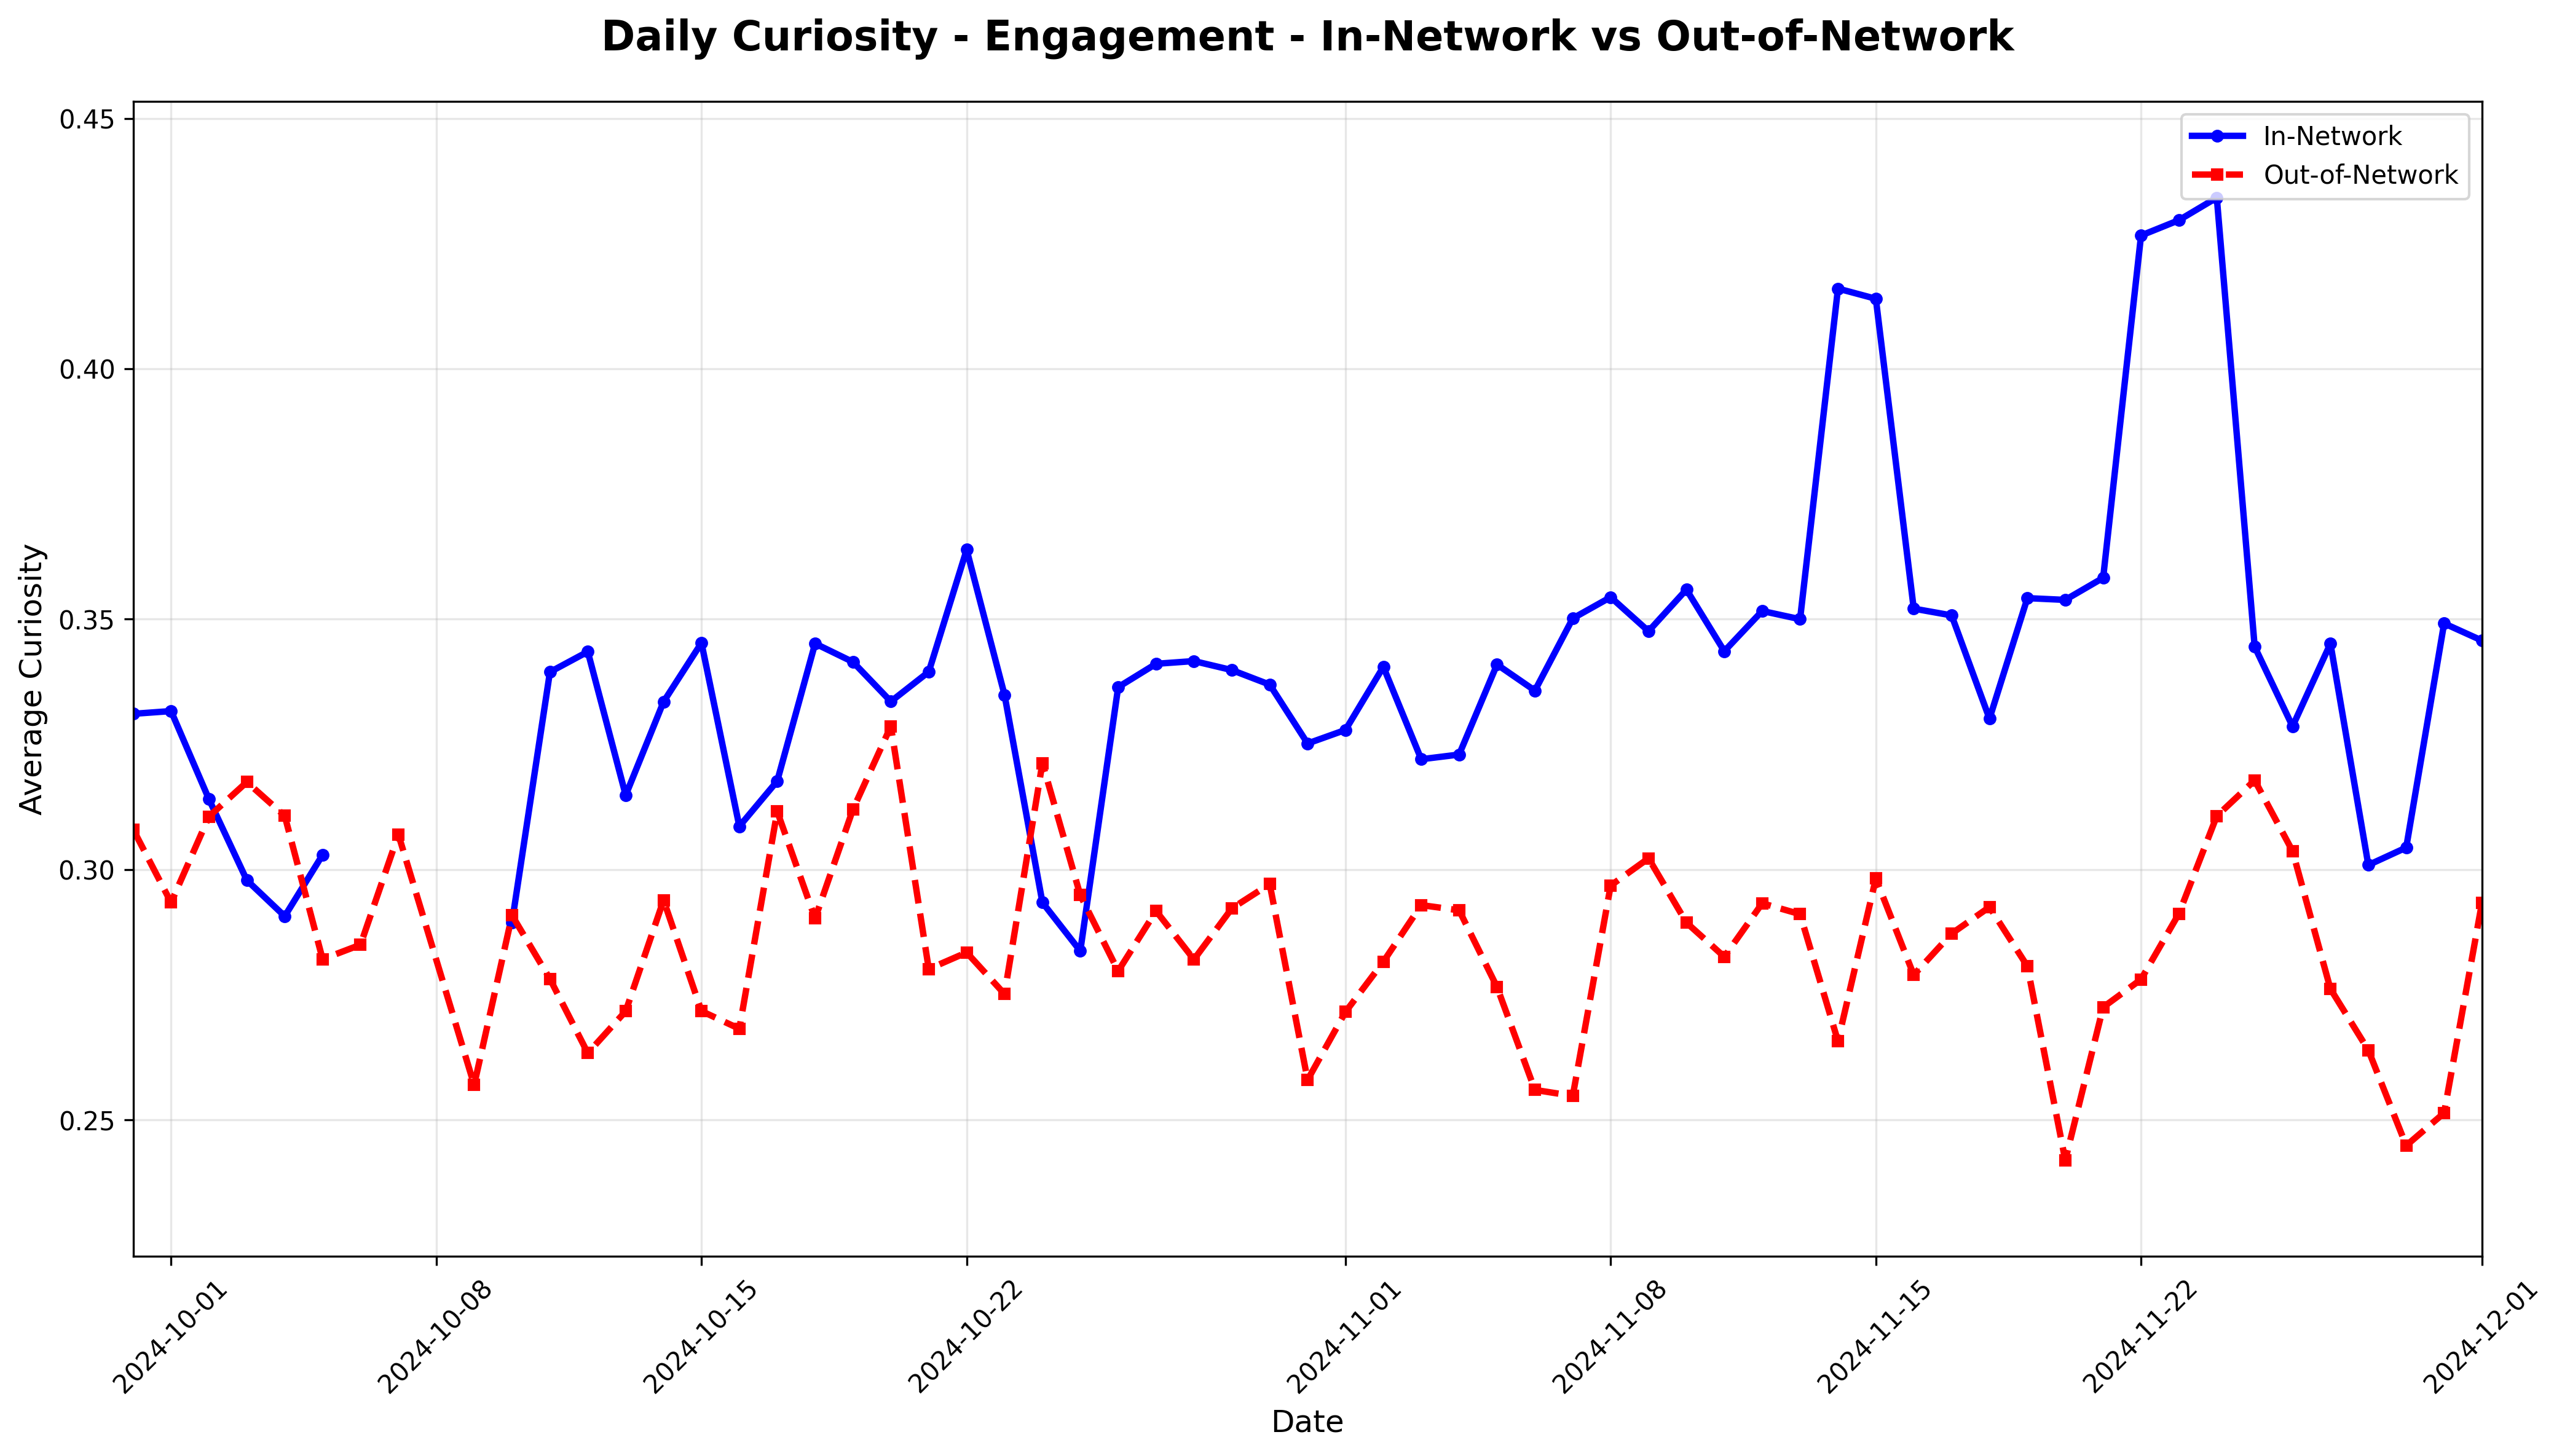 Daily Curiosity - Engagement - In-Network vs Out-of-Network
In-Network
Out-of-Network
Average Curiosity
0.45
0.40
0.35
0.30
0.25
2024-10-01
2024-10-08
2024-10-15
2024-10-22
2024-11-01
2024-11-08
2024-11-15
2024-11-22
2024-12-01
Date